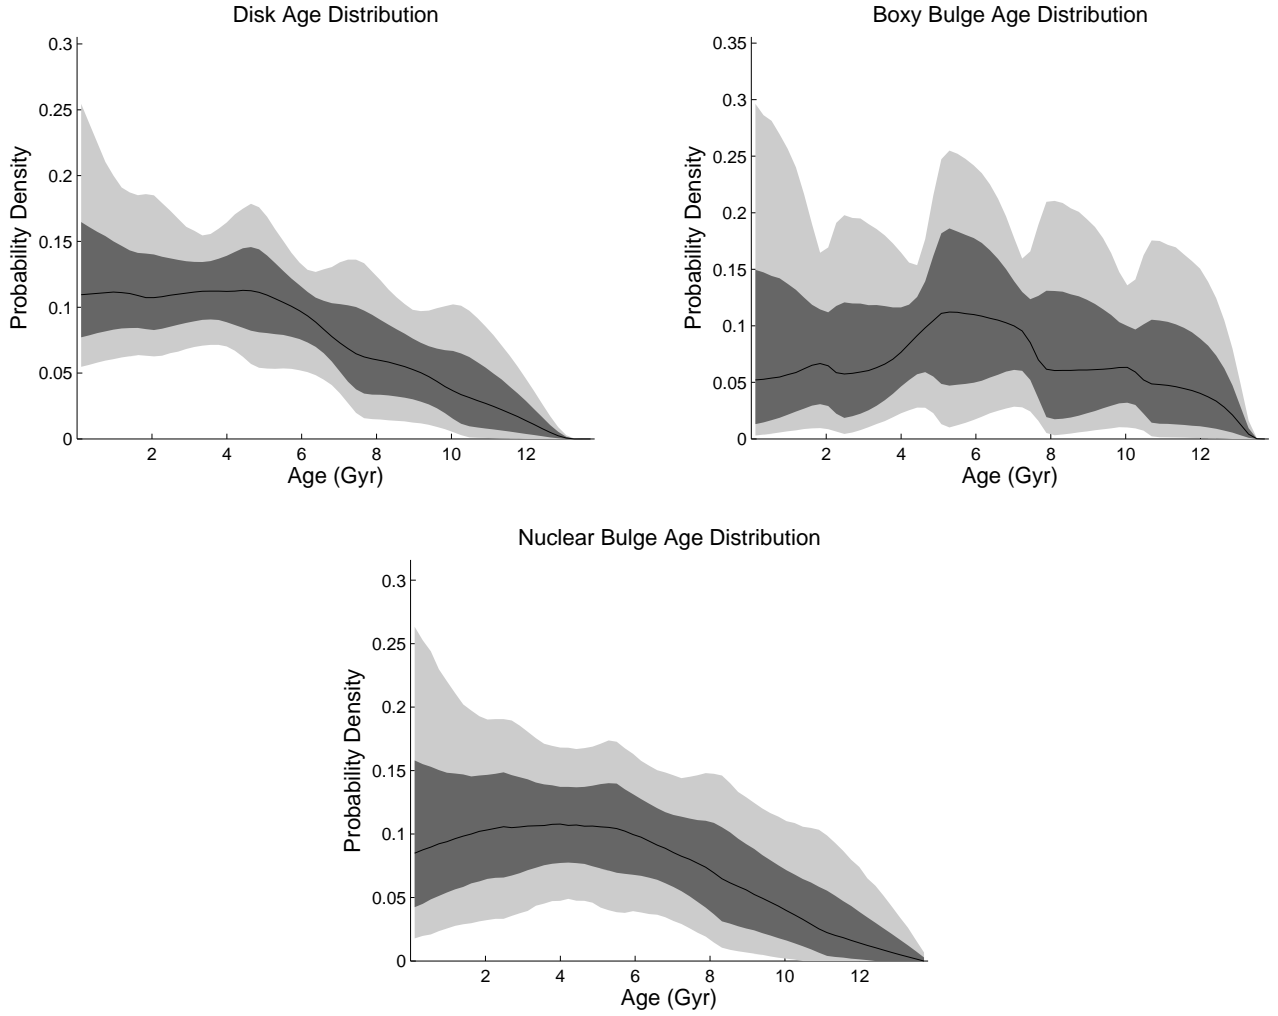 Disk Age Distribution
Probability Density
0.3
0.25
0.2
0.15
0.1
0.05
0
2 4 6 8 10 12
Age (Gyr)
Boxy Bulge Age Distribution
Probability Density
0.35
0.3
0.25
0.2
0.15
0.1
0.05
0
2 4 6 8 10 12
Age (Gyr)
Nuclear Bulge Age Distribution
Probability Density
0.3
0.25
0.2
0.15
0.1
0.05
0
2 4 6 8 10 12
Age (Gyr)